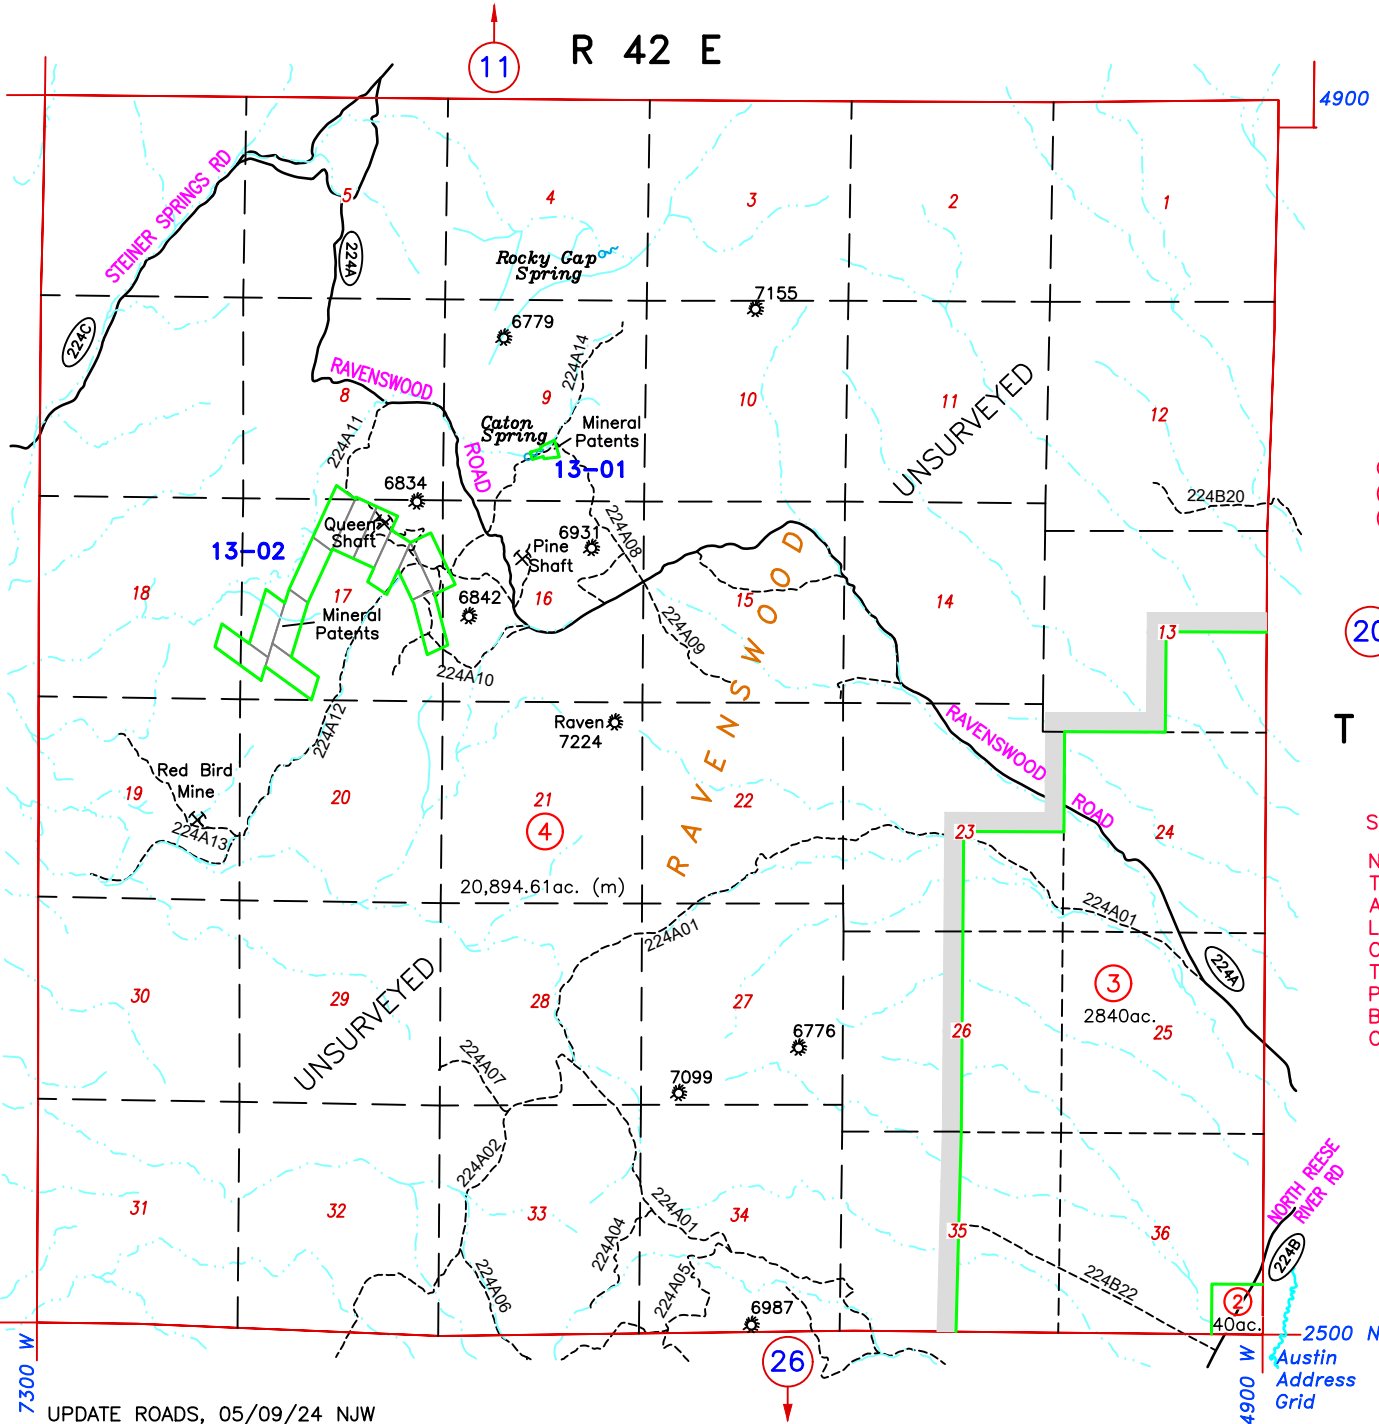 11
R 42 E
4900
STEINER SPRINGS RD
5
4
3
2
1
224A
Rocky Gap
Spring
7155
6779
224C
224A14
RAVENSWOOD
ROAD
8
9
10
11
12
UNSURVEYED
224A11
Caton
Spring
Mineral
Patents
13-01
6834
224B20
Queen
Shaft
13-02
6931
224A08
Pine
Shaft
18
17
16
15
14
13
6842
Mineral
Patents
20
224A09
224A10
RAVENSWOOD
224A12
Raven
7224
RAVENSWOOD
ROAD
T
Red Bird
Mine
19
20
21
22
23
24
224A13
4
20,894.61ac. (m)
S
N
T
A
L
224A01
224A01
224A
UNSURVEYED
30
29
28
27
26
25
3
2840ac.
6776
7099
224A07
224A02
NORTH REESE
RIVER RD
31
32
33
34
35
36
224A01
224A04
224A05
224A06
224B22
224B
2
40ac.
6987
2500 N
7300 W
26
4900 W
Austin
Address
Grid
UPDATE ROADS, 05/09/24 NJW